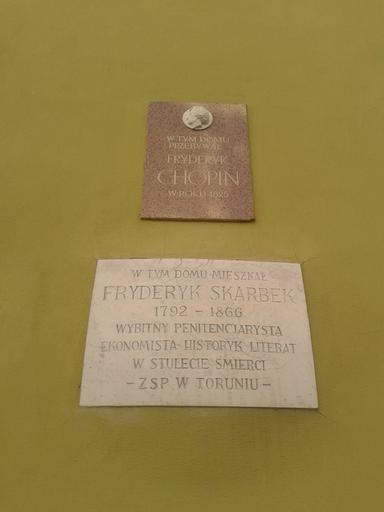 W TYM DOMU
PRZEBYWAŁ
FRYDERYK
CHOPIN
W ROKU 1825
W TYM DOMU MIESZKAŁ
FRYDERYK SKARBEK
1792 - 1866
WYBITNY PENITENCJARYSTA
EKONOMISTA-HISTORYK LITERAT
W STULECIE ŚMIERCI
- ZSP W TORUNIU -